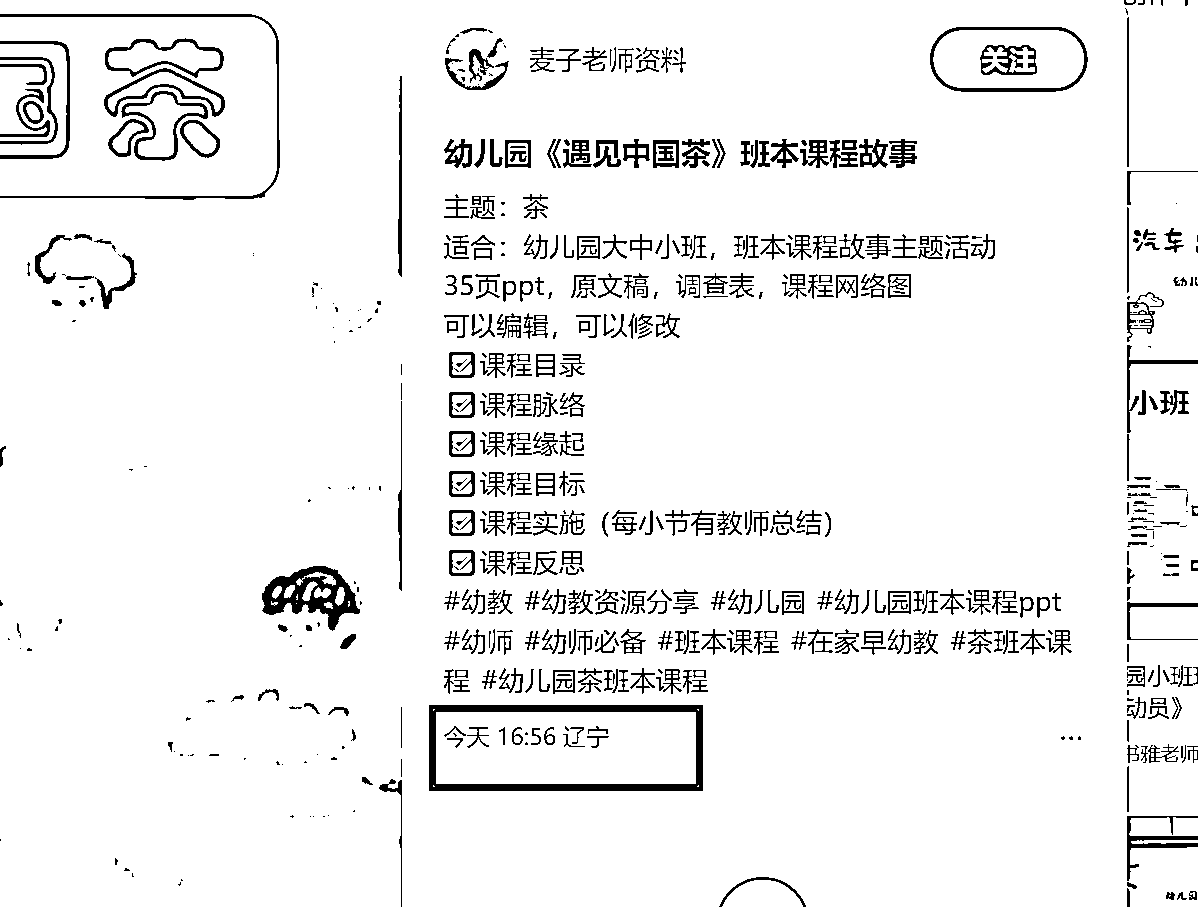 茶
麦子老师资料
关注
幼儿园《遇见中国茶》班本课程故事
主题：茶
适合：幼儿园大中小班，班本课程故事主题活动
35页ppt，原文稿，调查表，课程网络图
可以编辑，可以修改
课程目录
课程脉络
课程缘起
课程目标
课程实施（每小节有教师总结）
课程反思
#幼教 #幼教资源分享 #幼儿园 #幼儿园班本课程ppt
#幼师 #幼师必备 #班本课程 #在家早幼教 #茶班本课
程 #幼儿园茶班本课程
今天 16:56 辽宁
...
汽车
幼儿
小班
三
园小班
动员》
书雅老师
幼儿园